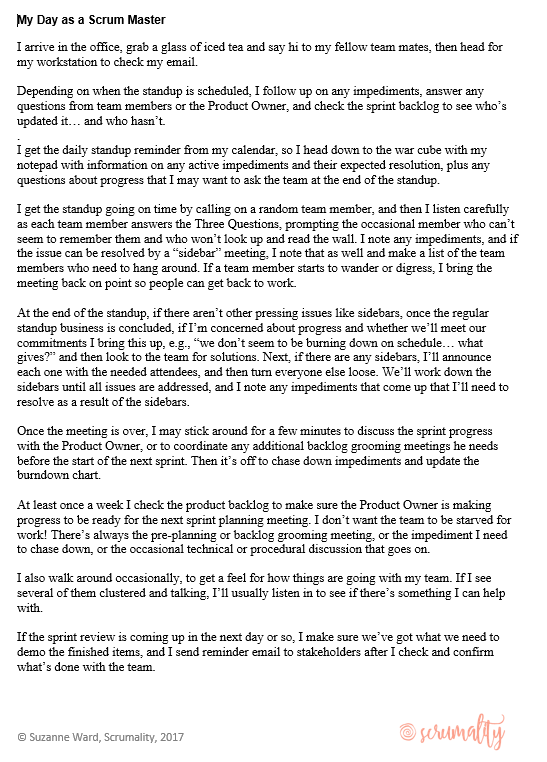 My Day as a Scrum Master
I arrive in the office, grab a glass of iced tea and say hi to my fellow team mates, then head for
my workstation to check my email.
Depending on when the standup is scheduled, I follow up on any impediments, answer any
questions from team members or the Product Owner, and check the sprint backlog to see who’s
updated it… and who hasn’t.
.
I get the daily standup reminder from my calendar, so I head down to the war cube with my
notepad with information on any active impediments and their expected resolution, plus any
questions about progress that I may want to ask the team at the end of the standup.
I get the standup going on time by calling on a random team member, and then I listen carefully
as each team member answers the Three Questions, prompting the occasional member who can’t
seem to remember them and who won’t look up and read the wall. I note any impediments, and if
the issue can be resolved by a “sidebar” meeting, I note that as well and make a list of the team
members who need to hang around. If a team member starts to wander or digress, I bring the
meeting back on point so people can get back to work.
At the end of the standup, if there aren’t other pressing issues like sidebars, once the regular
standup business is concluded, if I’m concerned about progress and whether we’ll meet our
commitments I bring this up, e.g., “we don’t seem to be burning down on schedule… what
gives?” and then look to the team for solutions. Next, if there are any sidebars, I’ll announce
each one with the needed attendees, and then turn everyone else loose. We’ll work down the
sidebars until all issues are addressed, and I note any impediments that come up that I’ll need to
resolve as a result of the sidebars.
Once the meeting is over, I may stick around for a few minutes to discuss the sprint progress
with the Product Owner, or to coordinate any additional backlog grooming meetings he needs
before the start of the next sprint. Then it’s off to chase down impediments and update the
burndown chart.
At least once a week I check the product backlog to make sure the Product Owner is making
progress to be ready for the next sprint planning meeting. I don’t want the team to be starved for
work! There’s always the pre-planning or backlog grooming meeting, or the impediment I need
to chase down, or the occasional technical or procedural discussion that goes on.
I also walk around occasionally, to get a feel for how things are going with my team. If I see
several of them clustered and talking, I’ll usually listen in to see if there’s something I can help
with.
If the sprint review is coming up in the next day or so, I make sure we’ve got what we need to
demo the finished items, and I send reminder email to stakeholders after I check and confirm
what’s done with the team.
© Suzanne Ward, Scrumality, 2017
scrumality